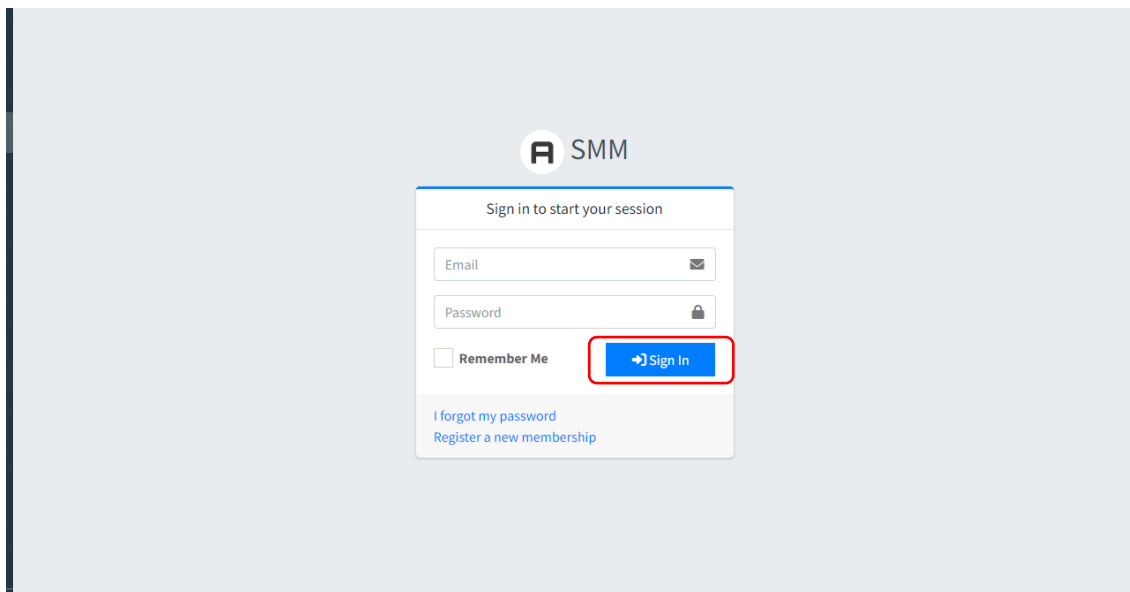 SMM
Sign in to start your session
Email
Password
Remember Me
Sign In
I forgot my password
Register a new membership